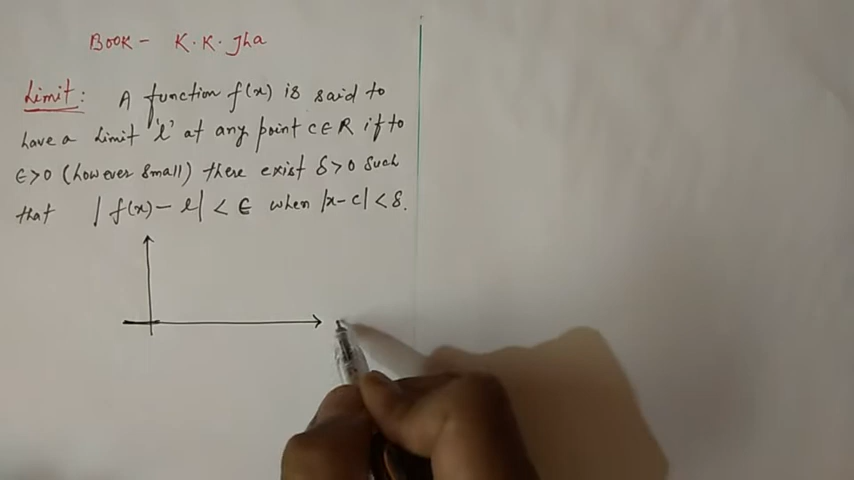 BOOK - K.K. Jha
Limit: A function f(x) is said to
have a Limit 'l' at any point c∈R if to
∈>0 (however small) there exist δ>0 such
that |f(x)-l| < ∈ when |x-c| < δ.